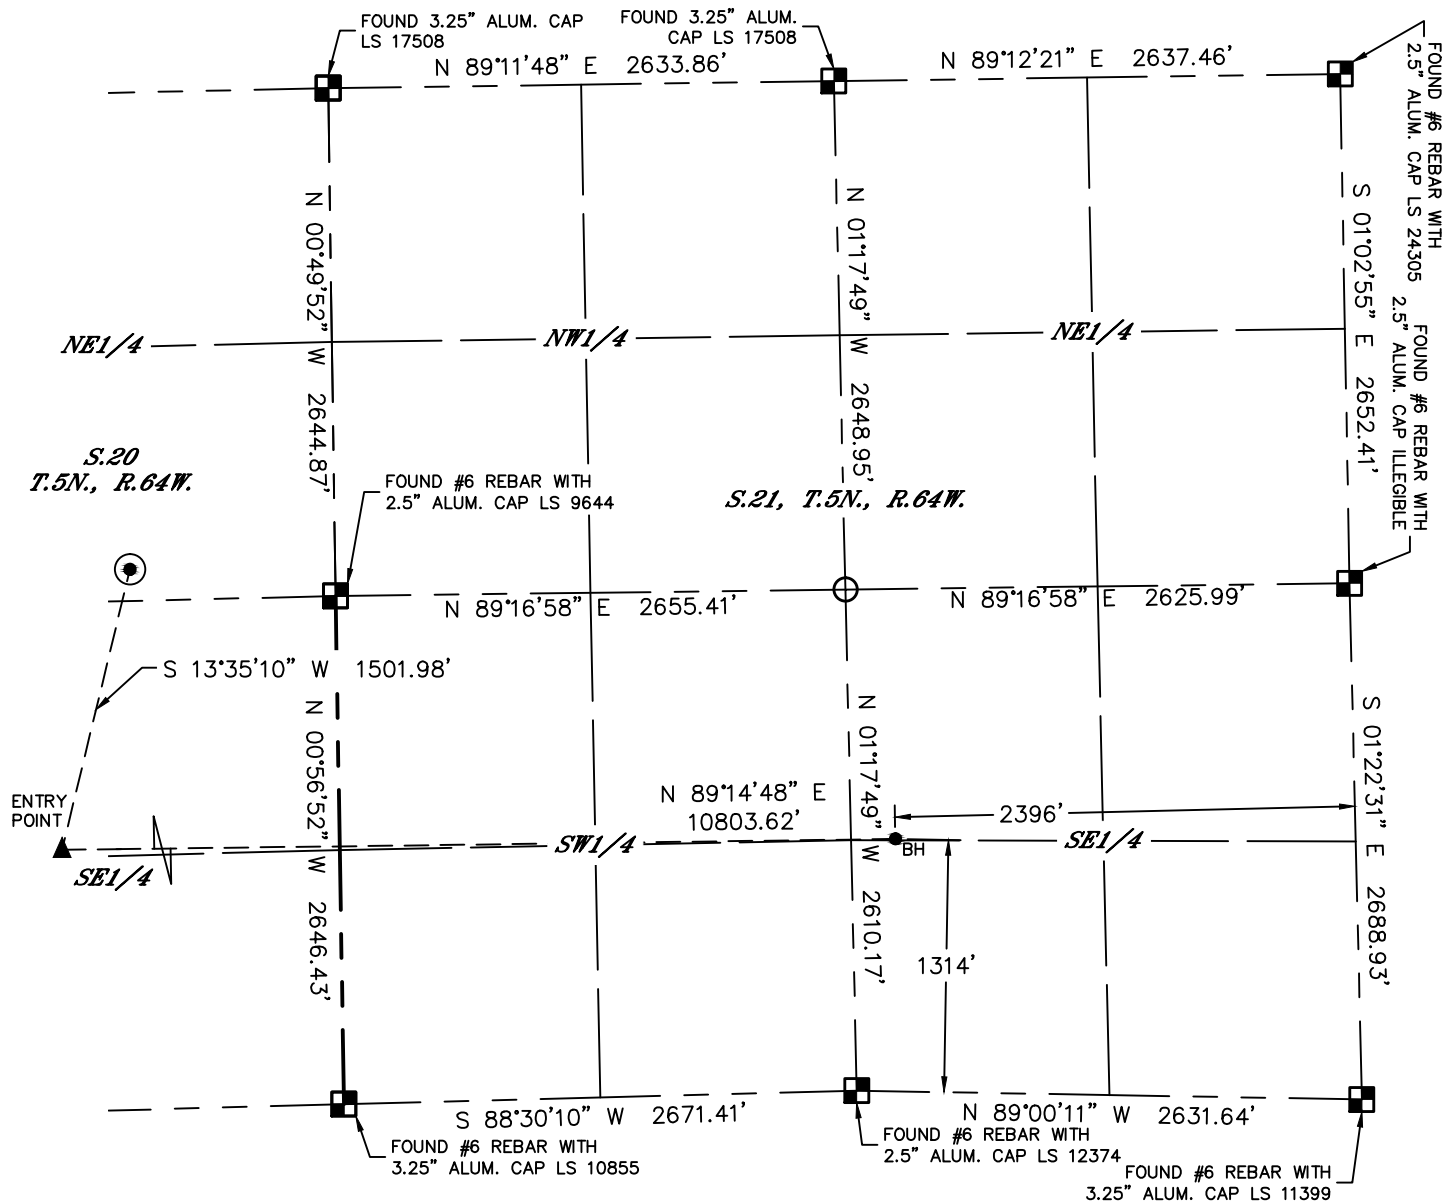 FOUND 3.25" ALUM. CAP
LS 17508
FOUND 3.25" ALUM.
CAP LS 17508
N 89°11'48" E 2633.86'
N 89°12'21" E 2637.46'
FOUND #6 REBAR WITH
2.5" ALUM. CAP LS 24305
N 00°49'52" W 2644.87'
N 01°17'49" W 2648.95'
S 01°02'55" E 2652.41'
FOUND #6 REBAR WITH
2.5" ALUM. CAP ILLEGIBLE
NE1/4
NW1/4
NE1/4
S.20
T.5N., R.64W.
FOUND #6 REBAR WITH
2.5" ALUM. CAP LS 9644
S.21, T.5N., R.64W.
N 89°16'58" E 2655.41'
N 89°16'58" E 2625.99'
S 13°35'10" W 1501.98'
N 00°56'52" W 2646.43'
N 01°17'49" W 2610.17'
S 01°22'31" E 2688.93'
ENTRY
POINT
N 89°14'48" E
10803.62'
2396'
SE1/4
SW1/4
BH
SE1/4
1314'
S 88°30'10" W 2671.41'
N 89°00'11" W 2631.64'
FOUND #6 REBAR WITH
3.25" ALUM. CAP LS 10855
FOUND #6 REBAR WITH
2.5" ALUM. CAP LS 12374
FOUND #6 REBAR WITH
3.25" ALUM. CAP LS 11399